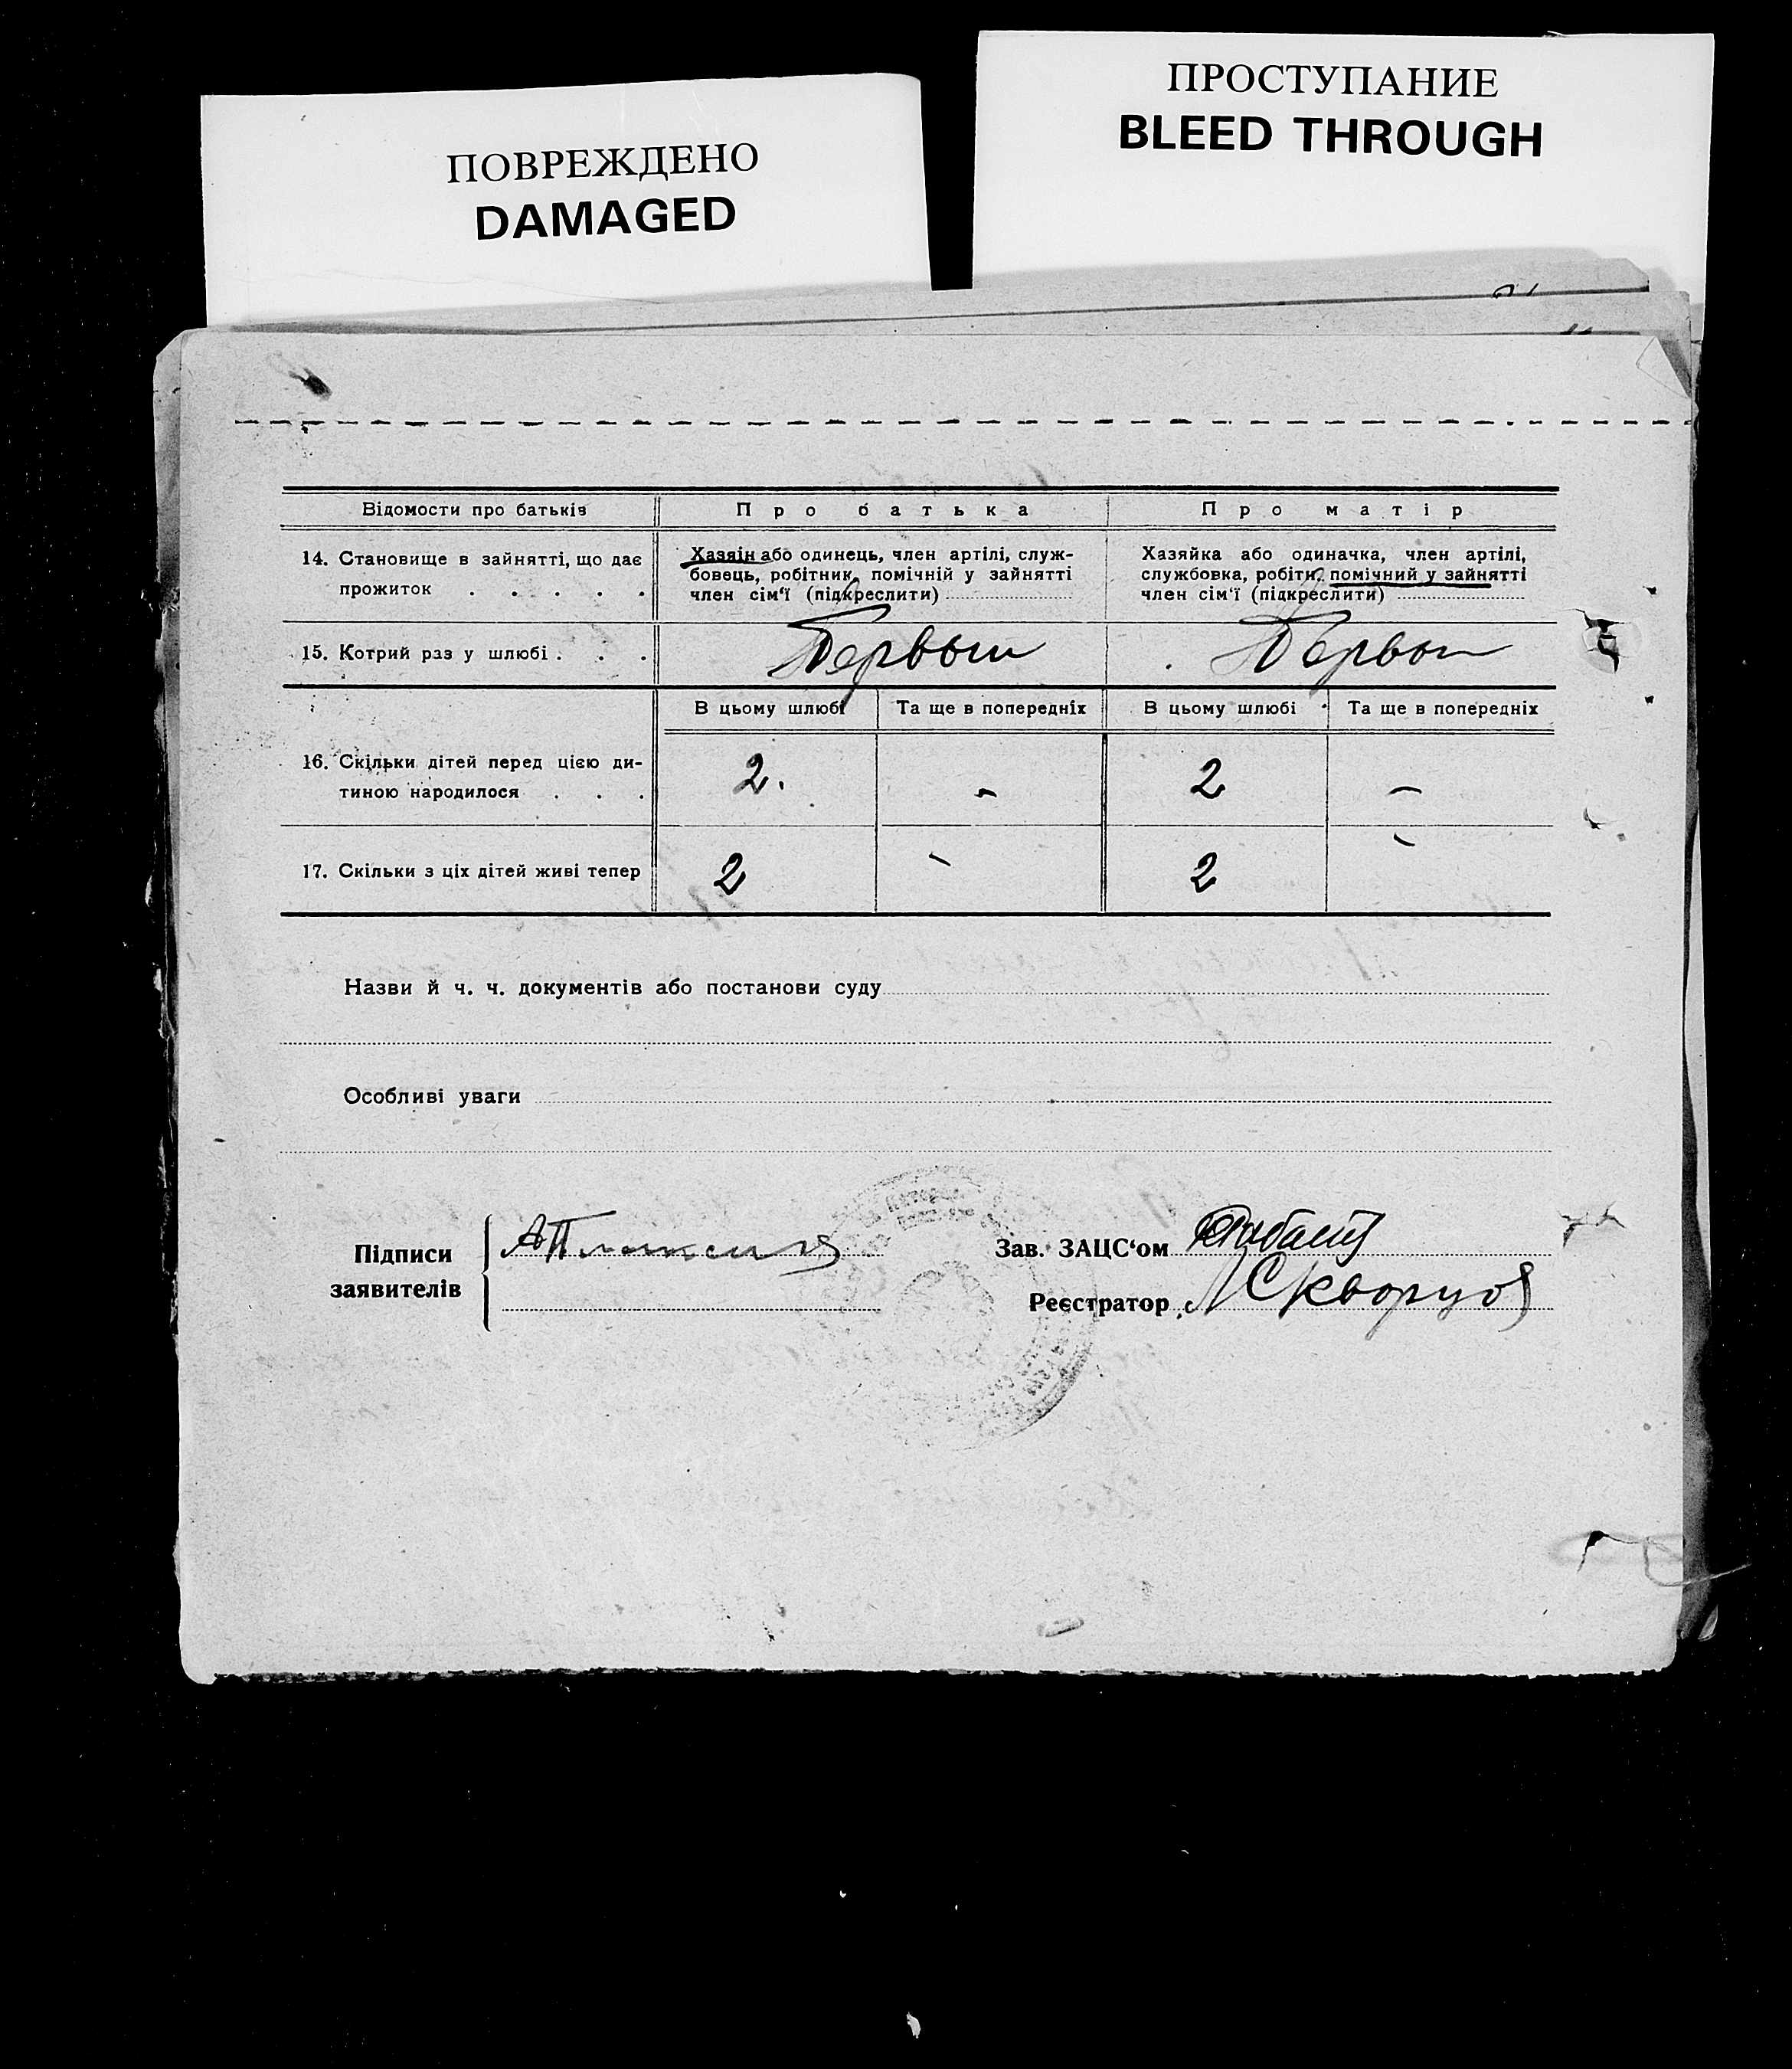 ПОВРЕЖДЕНО
DAMAGED
ПРОСТУПАНИЕ
BLEED THROUGH
Відомости про батьків
Про батька
Про матір
14. Становище в зайнятті, що дає
прожиток . . . . .
Хазяін або одинець, член артілі, служ-
бовець, робітник, помічній у зайнятті
член сім'ї (підкреслити)
Хазяйка або одиначка, член артілі,
службовка, робітн. помічний у зайнятті
член сім'ї (підкреслити)
15. Котрий раз у шлюбі . . .
Первый
Первы
В цьому шлюбі
Та ще в попередніх
В цьому шлюбі
Та ще в попередніх
16. Скільки дітей перед цією ди-
тиною народилося . . .
2. - 2 -
17. Скільки з ціх дітей живі тепер
2 - 2 -
Назви й ч. ч. документів або постанови суду
Особливі уваги
Підписи
заявителів
Зав. ЗАЦС‘ом
Реєстратор Скворцов